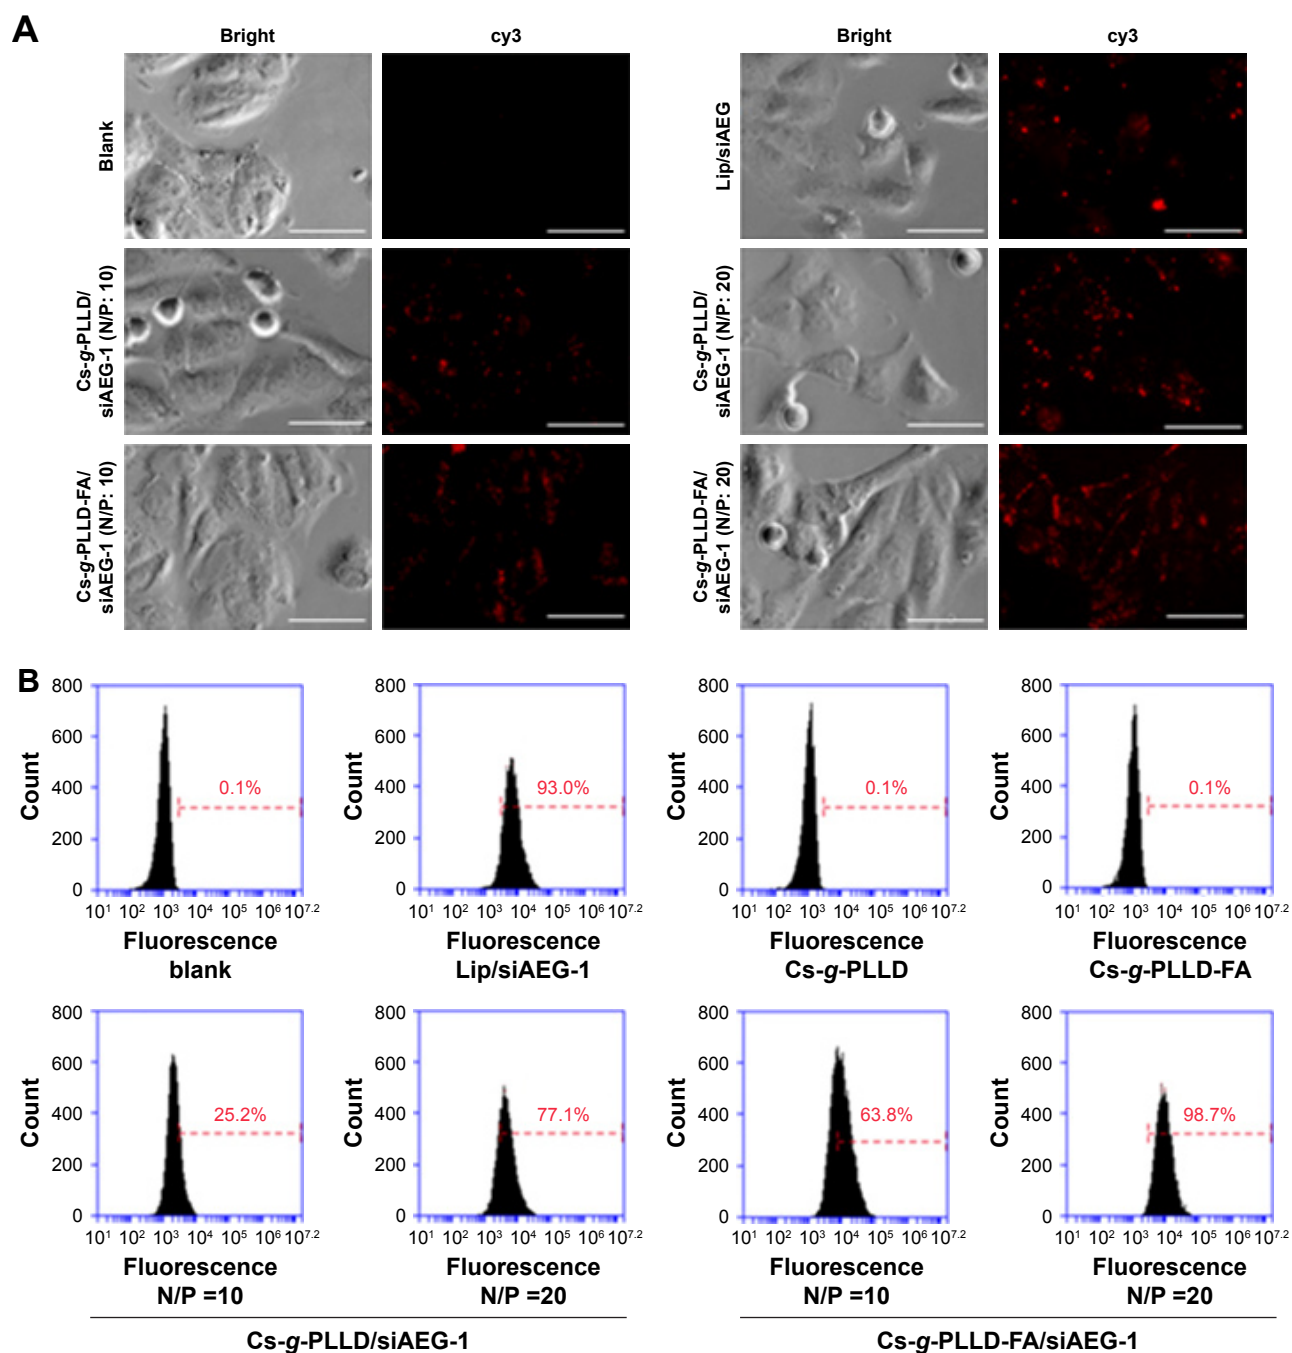 A
Bright
cy3
Bright
cy3
Blank
Lip/siAEG
Cs-g-PLLD/
siAEG-1 (N/P: 10)
Cs-g-PLLD/
siAEG-1 (N/P: 20)
Cs-g-PLLD-FA/
siAEG-1 (N/P: 10)
Cs-g-PLLD-FA/
siAEG-1 (N/P: 20)
B
800
600
400
200
0
Count
0.1%
10¹ 10² 10³ 10⁴ 10⁵ 10⁶ 10⁷·²
Fluorescence
blank
800
600
400
200
0
Count
93.0%
10¹ 10² 10³ 10⁴ 10⁵ 10⁶ 10⁷·²
Fluorescence
Lip/siAEG-1
800
600
400
200
0
Count
0.1%
10¹ 10² 10³ 10⁴ 10⁵ 10⁶ 10⁷·²
Fluorescence
Cs-g-PLLD
800
600
400
200
0
Count
0.1%
10¹ 10² 10³ 10⁴ 10⁵ 10⁶ 10⁷·²
Fluorescence
Cs-g-PLLD-FA
800
600
400
200
0
Count
25.2%
10¹ 10² 10³ 10⁴ 10⁵ 10⁶ 10⁷·²
Fluorescence
N/P =10
800
600
400
200
0
Count
77.1%
10¹ 10² 10³ 10⁴ 10⁵ 10⁶ 10⁷·²
Fluorescence
N/P =20
Cs-g-PLLD/siAEG-1
800
600
400
200
0
Count
63.8%
10¹ 10² 10³ 10⁴ 10⁵ 10⁶ 10⁷·²
Fluorescence
N/P =10
800
600
400
200
0
Count
98.7%
10¹ 10² 10³ 10⁴ 10⁵ 10⁶ 10⁷·²
Fluorescence
N/P =20
Cs-g-PLLD-FA/siAEG-1